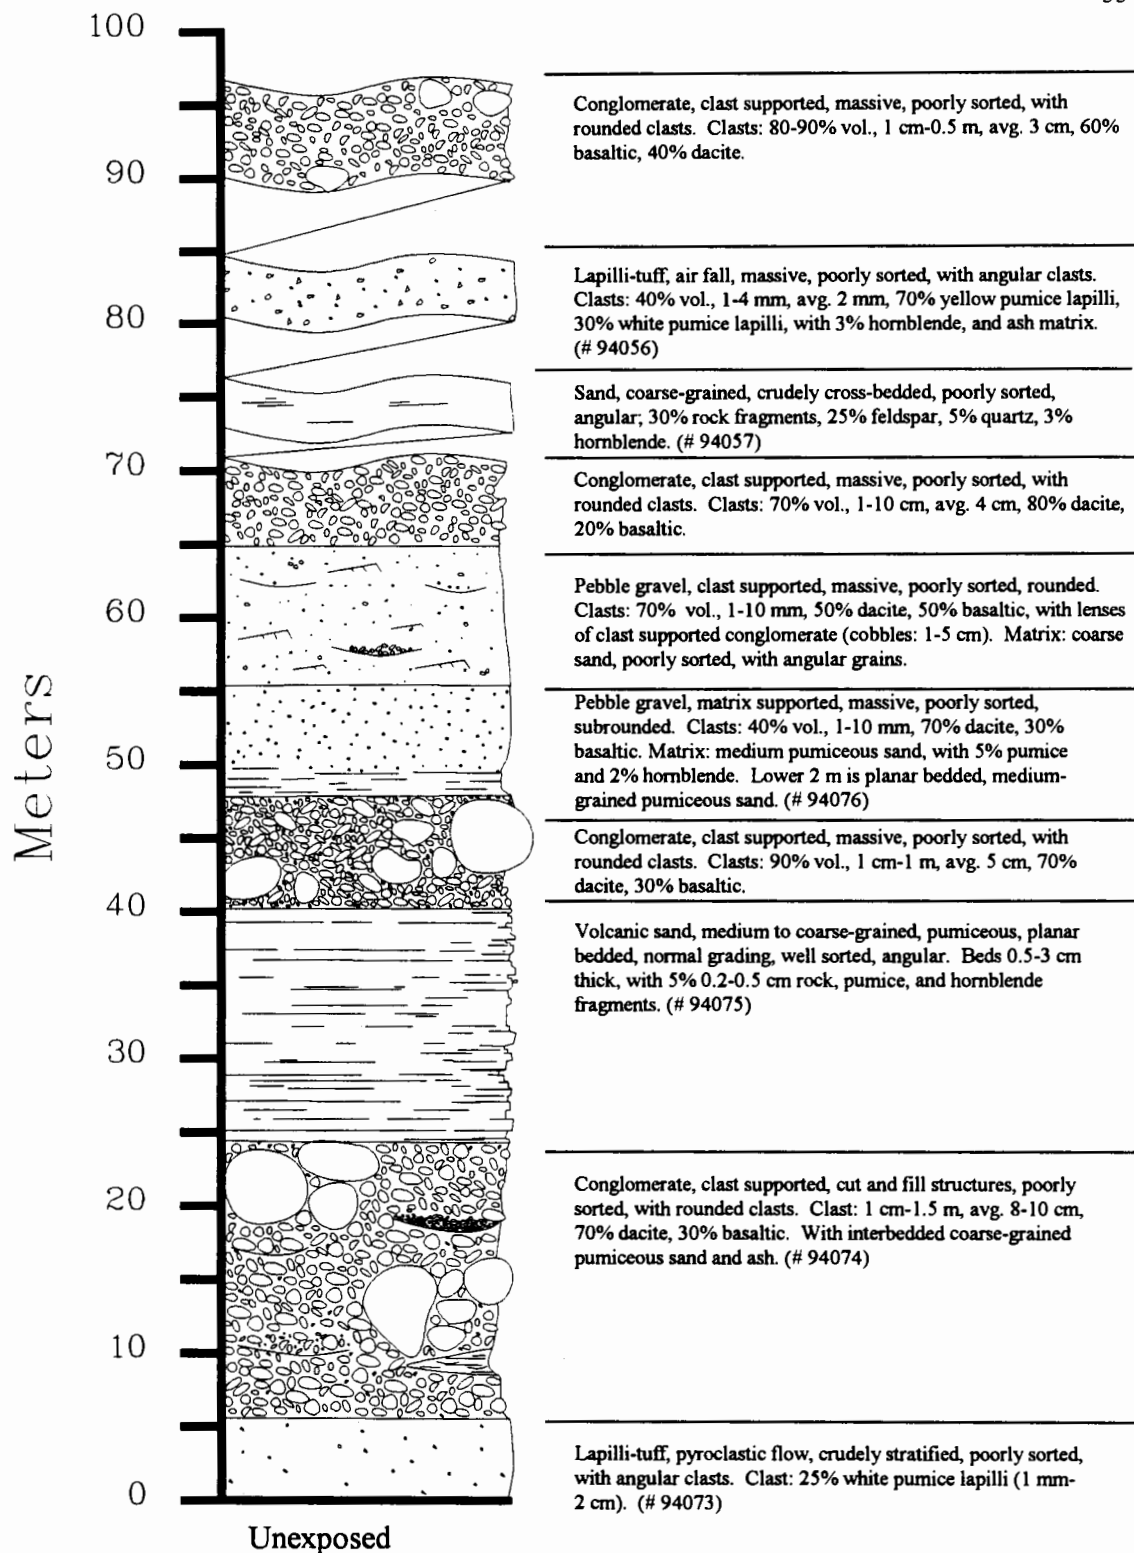 100
Conglomerate, clast supported, massive, poorly sorted, with
rounded clasts. Clasts: 80-90% vol., 1 cm-0.5 m, avg. 3 cm, 60%
basaltic, 40% dacite.
90
Lapilli-tuff, air fall, massive, poorly sorted, with angular clasts.
Clasts: 40% vol., 1-4 mm, avg. 2 mm, 70% yellow pumice lapilli,
30% white pumice lapilli, with 3% hornblende, and ash matrix.
(# 94056)
80
Sand, coarse-grained, crudely cross-bedded, poorly sorted,
angular; 30% rock fragments, 25% feldspar, 5% quartz, 3%
hornblende. (# 94057)
70
Conglomerate, clast supported, massive, poorly sorted, with
rounded clasts. Clasts: 70% vol., 1-10 cm, avg. 4 cm, 80% dacite,
20% basaltic.
Pebble gravel, clast supported, massive, poorly sorted, rounded.
Clasts: 70% vol., 1-10 mm, 50% dacite, 50% basaltic, with lenses
of clast supported conglomerate (cobbles: 1-5 cm). Matrix: coarse
sand, poorly sorted, with angular grains.
60
Pebble gravel, matrix supported, massive, poorly sorted,
subrounded. Clasts: 40% vol., 1-10 mm, 70% dacite, 30%
basaltic. Matrix: medium pumiceous sand, with 5% pumice
and 2% hornblende. Lower 2 m is planar bedded, medium-
grained pumiceous sand. (# 94076)
50
Meters
Conglomerate, clast supported, massive, poorly sorted, with
rounded clasts. Clasts: 90% vol., 1 cm-1 m, avg. 5 cm, 70%
dacite, 30% basaltic.
40
Volcanic sand, medium to coarse-grained, pumiceous, planar
bedded, normal grading, well sorted, angular. Beds 0.5-3 cm
thick, with 5% 0.2-0.5 cm rock, pumice, and hornblende
fragments. (# 94075)
30
Conglomerate, clast supported, cut and fill structures, poorly
sorted, with rounded clasts. Clast: 1 cm-1.5 m, avg. 8-10 cm,
70% dacite, 30% basaltic. With interbedded coarse-grained
pumiceous sand and ash. (# 94074)
20
10
Lapilli-tuff, pyroclastic flow, crudely stratified, poorly sorted,
with angular clasts. Clast: 25% white pumice lapilli (1 mm-
2 cm). (# 94073)
0
Unexposed